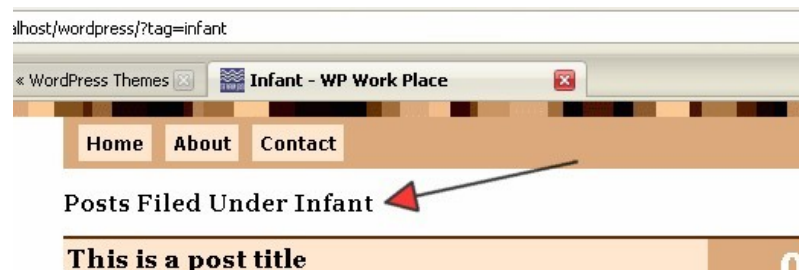 alhost/wordpress/?tag=infant
« WordPress Themes
Infant - WP Work Place
Home About Contact
Posts Filed Under Infant
This is a post title